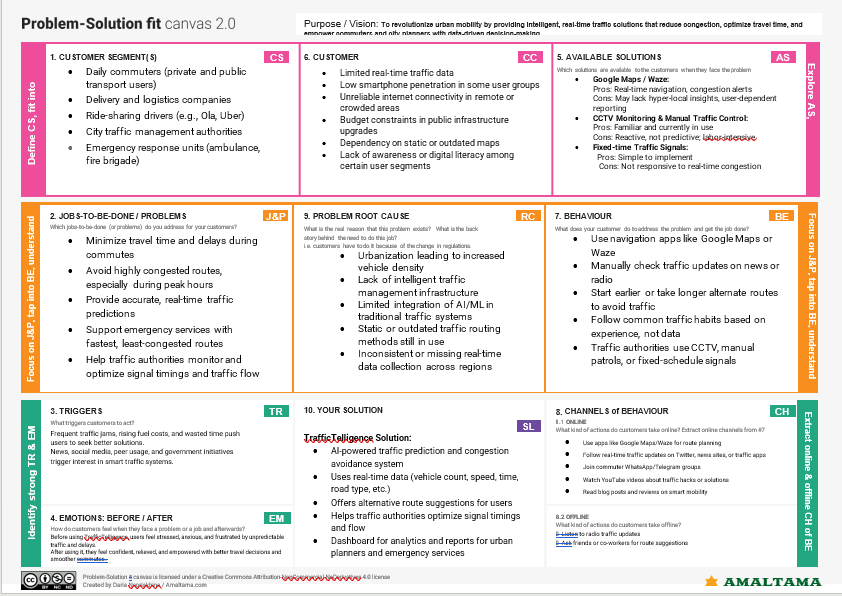 Problem-Solution fit canvas 2.0
Purpose / Vision: To revolutionize urban mobility by providing intelligent, real-time traffic solutions that reduce congestion, optimize travel time, and
empower commuters and city planners with data-driven decision-making.
Define CS, fit into
1. CUSTOMER SEGMENT(S)
CS
Daily commuters (private and public
transport users)
Delivery and logistics companies
Ride-sharing drivers (e.g., Ola, Uber)
City traffic management authorities
Emergency response units (ambulance,
fire brigade)
6. CUSTOMER
CC
Limited real-time traffic data
Low smartphone penetration in some user groups
Unreliable internet connectivity in remote or
crowded areas
Budget constraints in public infrastructure
upgrades
Dependency on static or outdated maps
Lack of awareness or digital literacy among
certain user segments
5. AVAILABLE SOLUTIONS
AS
Which solutions are available to the customers when they face the problem
Google Maps / Waze:
Pros: Real-time navigation, congestion alerts
Cons: May lack hyper-local insights, user-dependent
reporting
CCTV Monitoring & Manual Traffic Control:
Pros: Familiar and currently in use
Cons: Reactive, not predictive; labor-intensive
Fixed-time Traffic Signals:
Pros: Simple to implement
Cons: Not responsive to real-time congestion
Explore AS,
Focus on J&P, tap into BE, understand
2. JOBS-TO-BE-DONE / PROBLEMS
J&P
Which jobs-to-be-done (or problems) do you address for your customers?
Minimize travel time and delays during
commutes
Avoid highly congested routes,
especially during peak hours
Provide accurate, real-time traffic
predictions
Support emergency services with
fastest, least-congested routes
Help traffic authorities monitor and
optimize signal timings and traffic flow
9. PROBLEM ROOT CAUSE
RC
What is the real reason that this problem exists? What is the back
story behind the need to do this job?
i.e. customers have to do it because of the change in regulations.
Urbanization leading to increased
vehicle density
Lack of intelligent traffic
management infrastructure
Limited integration of AI/ML in
traditional traffic systems
Static or outdated traffic routing
methods still in use
Inconsistent or missing real-time
data collection across regions
7. BEHAVIOUR
BE
What does your customer do to address the problem and get the job done?
Use navigation apps like Google Maps or
Waze
Manually check traffic updates on news or
radio
Start earlier or take longer alternate routes
to avoid traffic
Follow common traffic habits based on
experience, not data
Traffic authorities use CCTV, manual
patrols, or fixed-schedule signals
Focus on J&P, tap into BE, understand
Identify strong TR & EM
3. TRIGGERS
TR
What triggers customers to act?
Frequent traffic jams, rising fuel costs, and wasted time push
users to seek better solutions.
News, social media, peer usage, and government initiatives
trigger interest in smart traffic systems.
4. EMOTIONS: BEFORE / AFTER
EM
How do customers feel when they face a problem or a job and afterwards?
Before using TrafficTelligence, users feel stressed, anxious, and frustrated by unpredictable
traffic and delays.
After using it, they feel confident, relieved, and empowered with better travel decisions and
smoother commutes.
10. YOUR SOLUTION
SL
TrafficTelligence Solution:
AI-powered traffic prediction and congestion
avoidance system
Uses real-time data (vehicle count, speed, time,
road type, etc.)
Offers alternative route suggestions for users
Helps traffic authorities optimize signal timings
and flow
Dashboard for analytics and reports for urban
planners and emergency services
8. CHANNELS of BEHAVIOUR
CH
8.1 ONLINE
What kind of actions do customers take online? Extract online channels from #7
Use apps like Google Maps/Waze for route planning
Follow real-time traffic updates on Twitter, news sites, or traffic apps
Join commuter WhatsApp/Telegram groups
Watch YouTube videos about traffic hacks or solutions
Read blog posts and reviews on smart mobility
8.2 OFFLINE
What kind of actions do customers take offline?
Listen to radio traffic updates
Ask friends or co-workers for route suggestions
Extract online & offline CH of BE
CC BY NC ND
Problem-Solution fit canvas is licensed under a Creative Commons Attribution-NonCommercial-NoDerivatives 4.0 license
Created by Daria Nepriakhina / Amaltama.com
AMALTAMA